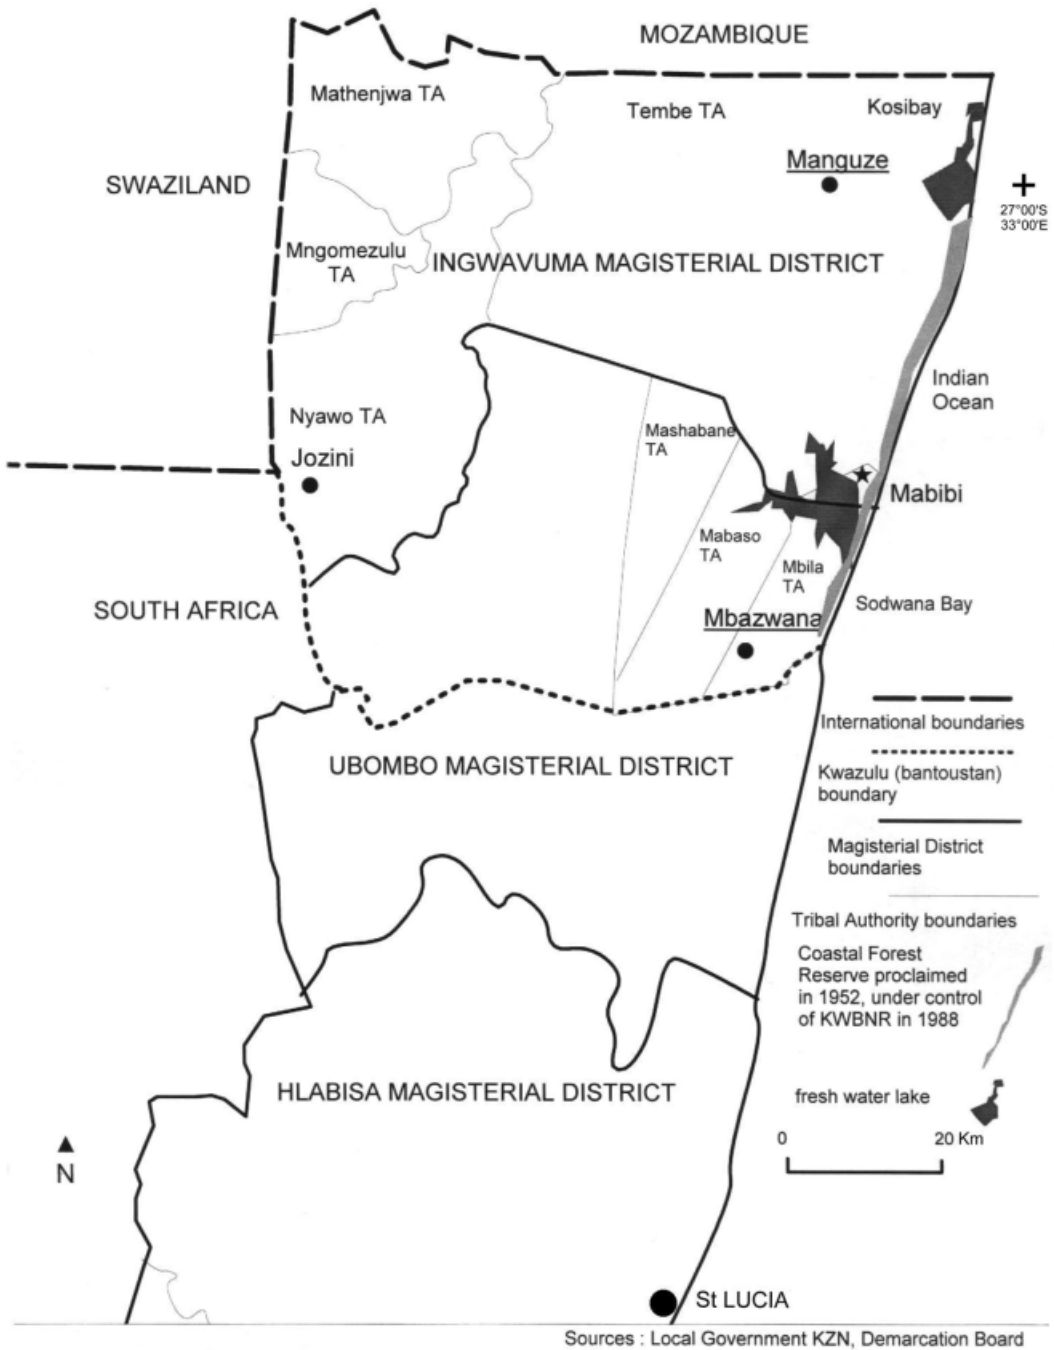 MOZAMBIQUE
Mathenjwa TA
Tembe TA
Kosibay
Manguze
SWAZILAND
27°00'S
33°00'E
Mngomezulu
TA
INGWAVUMA MAGISTERIAL DISTRICT
Indian
Ocean
Nyawo TA
Mashabane
TA
Jozini
Mabibi
Mabaso
TA
Mbila
TA
SOUTH AFRICA
Sodwana Bay
Mbazwana
International boundaries
UBOMBO MAGISTERIAL DISTRICT
Kwazulu (bantoustan)
boundary
Magisterial District
boundaries
Tribal Authority boundaries
Coastal Forest
Reserve proclaimed
in 1952, under control
of KWBNR in 1988
HLABISA MAGISTERIAL DISTRICT
fresh water lake
0 20 Km
N
St LUCIA
Sources : Local Government KZN, Demarcation Board